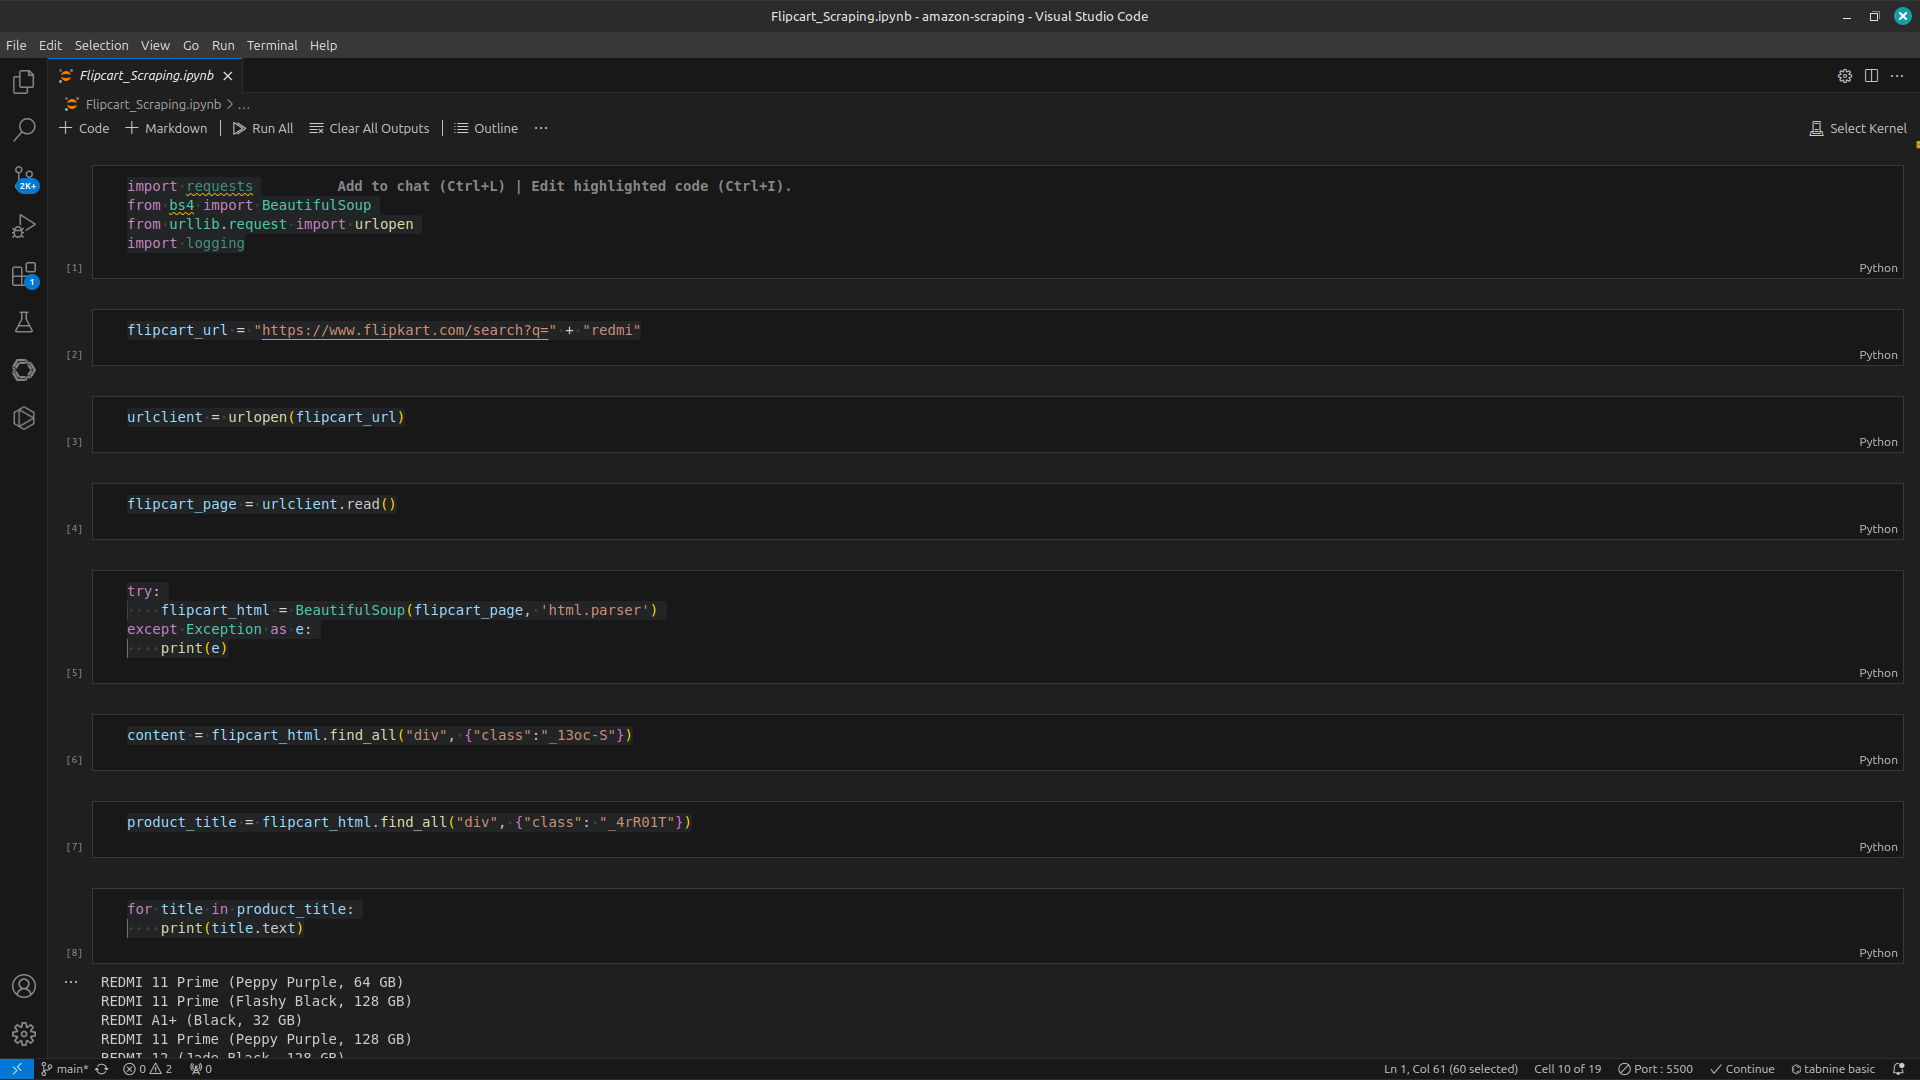 Flipcart_Scraping.ipynb - amazon-scraping - Visual Studio Code
File Edit Selection View Go Run Terminal Help
Flipcart_Scraping.ipynb
Flipcart_Scraping.ipynb > ...
+ Code + Markdown Run All Clear All Outputs Outline ... Select Kernel
2K+
1
import requests Add to chat (Ctrl+L) | Edit highlighted code (Ctrl+I).
from bs4 import BeautifulSoup
from urllib.request import urlopen
import logging
[1] Python
flipcart_url = "https://www.flipkart.com/search?q=" + "redmi"
[2] Python
urlclient = urlopen(flipcart_url)
[3] Python
flipcart_page = urlclient.read()
[4] Python
try:
    flipcart_html = BeautifulSoup(flipcart_page, 'html.parser')
except Exception as e:
    print(e)
[5] Python
content = flipcart_html.find_all("div", {"class":"_13oc-S"})
[6] Python
product_title = flipcart_html.find_all("div", {"class": "_4rR01T"})
[7] Python
for title in product_title:
    print(title.text)
[8] Python
... REDMI 11 Prime (Peppy Purple, 64 GB)
REDMI 11 Prime (Flashy Black, 128 GB)
REDMI A1+ (Black, 32 GB)
REDMI 11 Prime (Peppy Purple, 128 GB)
REDMI 12 (Jade Black, 128 GB)
main* 0 2 0 Ln 1, Col 61 (60 selected) Cell 10 of 19 Port : 5500 Continue tabnine basic